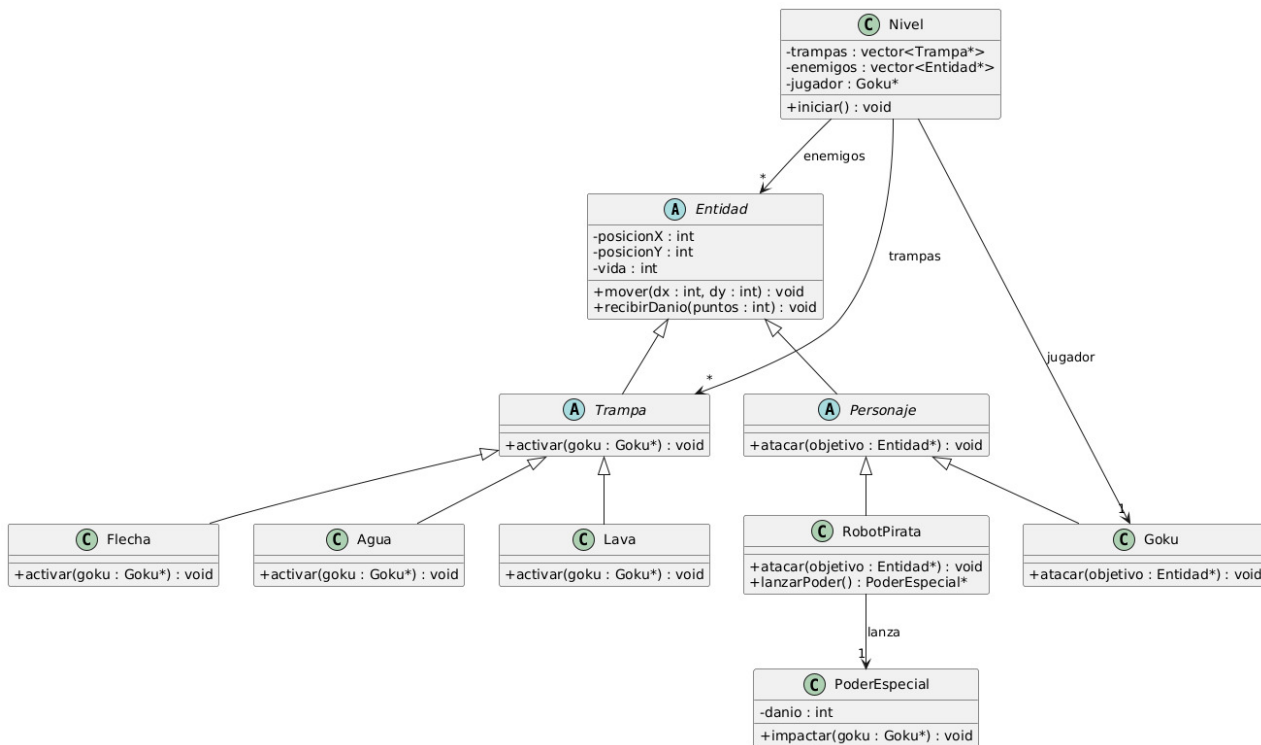 C Nivel
-trampas : vector<Trampa*>
-enemigos : vector<Entidad*>
-jugador : Goku*
+iniciar() : void
enemigos
*
A Entidad
-posicionX : int
-posicionY : int
-vida : int
+mover(dx : int, dy : int) : void
+recibirDanio(puntos : int) : void
trampas
jugador
*
A Trampa
+activar(goku : Goku*) : void
A Personaje
+atacar(objetivo : Entidad*) : void
1
C Flecha
+activar(goku : Goku*) : void
C Agua
+activar(goku : Goku*) : void
C Lava
+activar(goku : Goku*) : void
C RobotPirata
+atacar(objetivo : Entidad*) : void
+lanzarPoder() : PoderEspecial*
C Goku
+atacar(objetivo : Entidad*) : void
lanza
1
C PoderEspecial
-danio : int
+impactar(goku : Goku*) : void